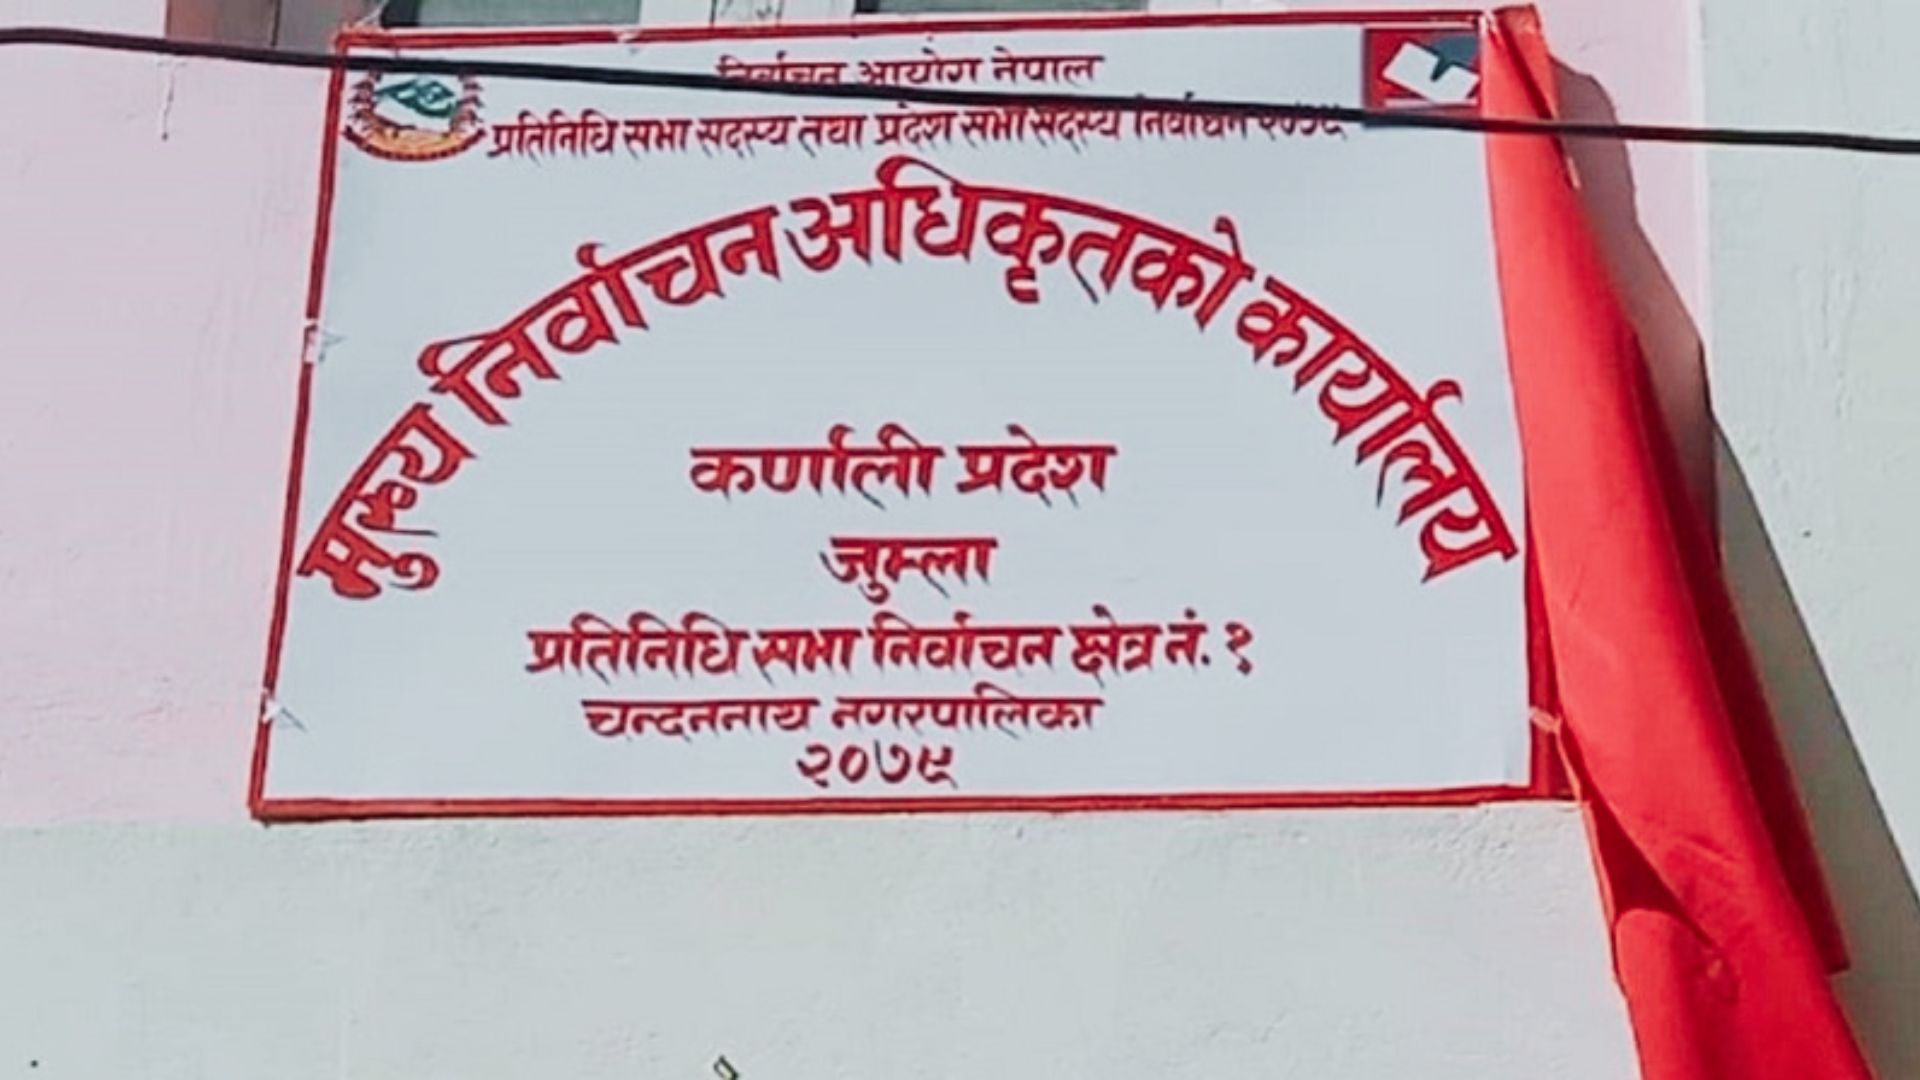 निर्वाचन आयोग नेपाल
प्रतिनिधि सभा सदस्य तथा प्रदेश सभा सदस्य निर्वाचन २०७९
मुख्य निर्वाचन अधिकृतको कार्यालय
कर्णाली प्रदेश
जुम्ला
प्रतिनिधि सभा निर्वाचन क्षेत्र नं. १
चन्दननाथ नगरपालिका
२०७९